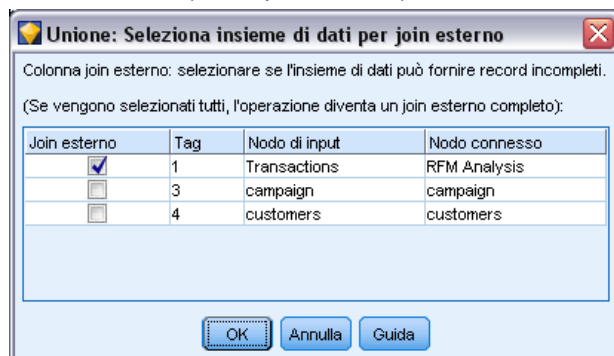 Unione: Seleziona insieme di dati per join esterno
Colonna join esterno: selezionare se l'insieme di dati può fornire record incompleti.
(Se vengono selezionati tutti, l'operazione diventa un join esterno completo):
Join esterno Tag Nodo di input Nodo connesso
1 Transactions RFM Analysis
3 campaign campaign
4 customers customers
OK Annulla Guida